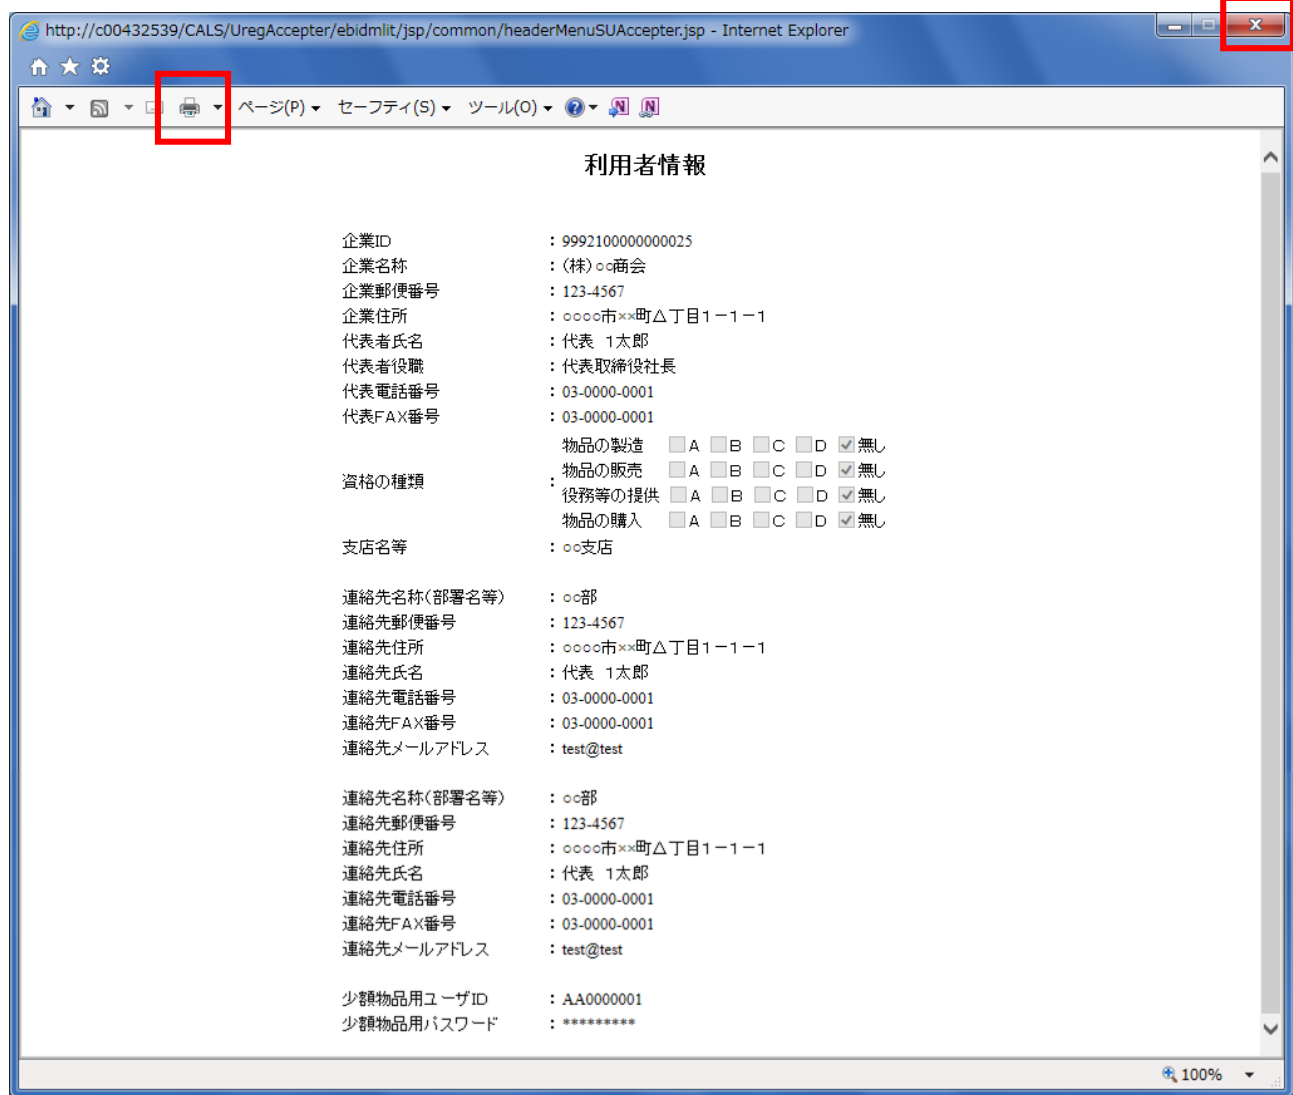 http://c00432539/CALS/UregAccepter/ebidmlit/jsp/common/headerMenuSUAccepter.jsp - Internet Explorer
ページ(P) セーフティ(S) ツール(O)
利用者情報
企業ID : 9992100000000025
企業名称 : (株)○○商会
企業郵便番号 : 123-4567
企業住所 : ○○○○市××町△丁目1-1-1
代表者氏名 : 代表 1太郎
代表者役職 : 代表取締役社長
代表電話番号 : 03-0000-0001
代表FAX番号 : 03-0000-0001
物品の製造 A B C D 無し
資格の種類 : 物品の販売 A B C D 無し
役務等の提供 A B C D 無し
物品の購入 A B C D 無し
支店名等 : ○○支店
連絡先名称(部署名等) : ○○部
連絡先郵便番号 : 123-4567
連絡先住所 : ○○○○市××町△丁目1-1-1
連絡先氏名 : 代表 1太郎
連絡先電話番号 : 03-0000-0001
連絡先FAX番号 : 03-0000-0001
連絡先メールアドレス : test@test
連絡先名称(部署名等) : ○○部
連絡先郵便番号 : 123-4567
連絡先住所 : ○○○○市××町△丁目1-1-1
連絡先氏名 : 代表 1太郎
連絡先電話番号 : 03-0000-0001
連絡先FAX番号 : 03-0000-0001
連絡先メールアドレス : test@test
少額物品用ユーザID : AA0000001
少額物品用パスワード : *********
100%